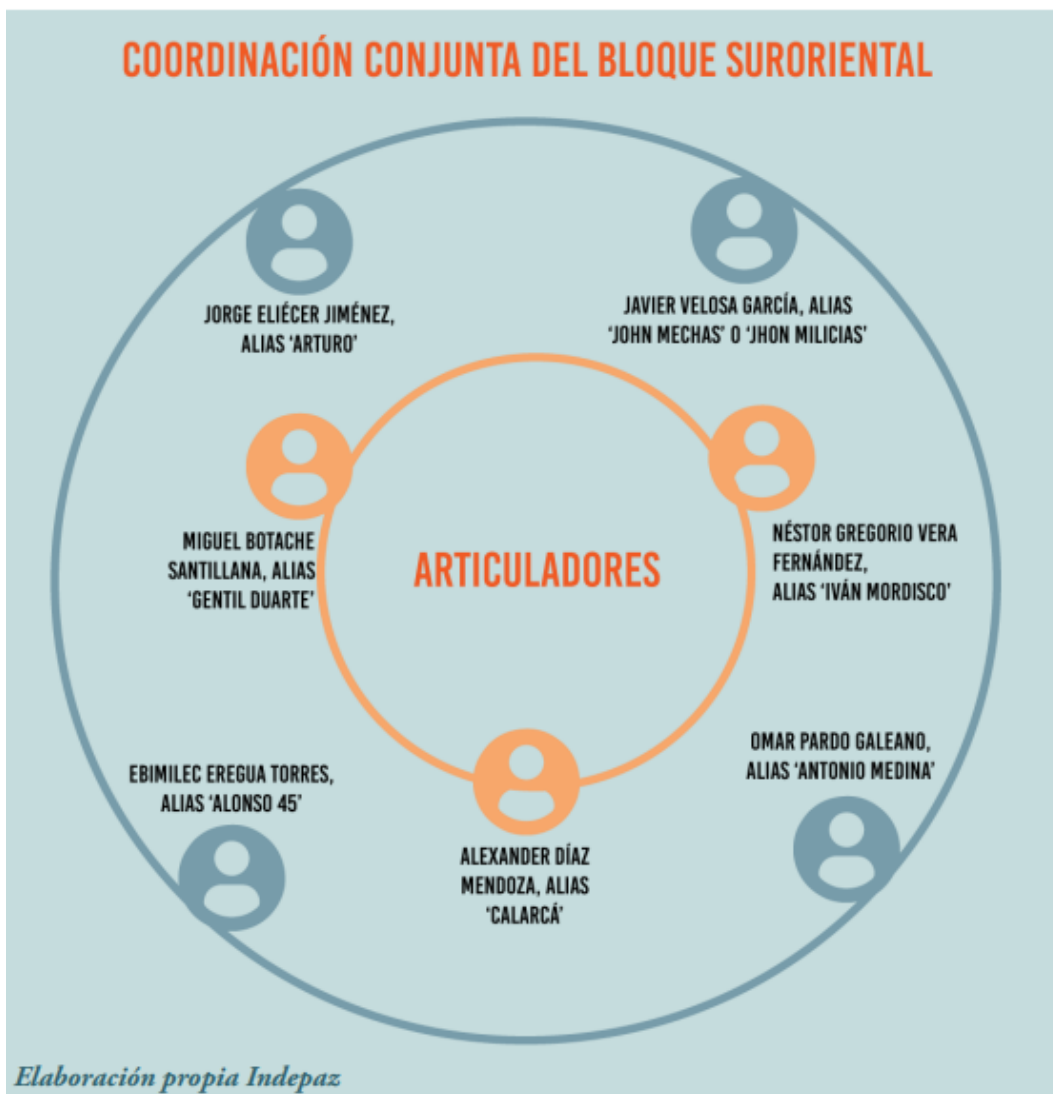 COORDINACIÓN CONJUNTA DEL BLOQUE SURORIENTAL
JORGE ELIÉCER JIMÉNEZ,
ALIAS ‘ARTURO’
JAVIER VELOSA GARCÍA, ALIAS
‘JOHN MECHAS’ O ‘JHON MILICIAS’
MIGUEL BOTACHE
SANTILLANA, ALIAS
‘GENTIL DUARTE’
ARTICULADORES
NÉSTOR GREGORIO VERA
FERNÁNDEZ,
ALIAS ‘IVÁN MORDISCO’
EBIMILEC EREGUA TORRES,
ALIAS ‘ALONSO 45’
ALEXANDER DÍAZ
MENDOZA, ALIAS
‘CALARCÁ’
OMAR PARDO GALEANO,
ALIAS ‘ANTONIO MEDINA’
Elaboración propia Indepaz